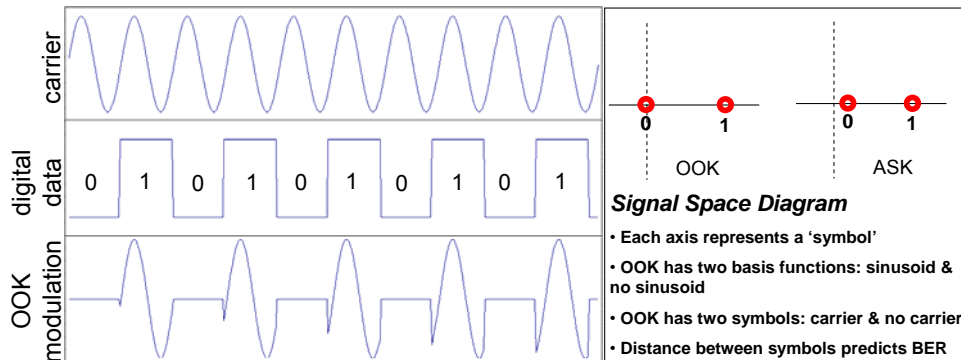 carrier
digital
data
0 1 0 1 0 1 0 1 0 1
OOK
modulation
0 1
OOK
0 1
ASK
Signal Space Diagram
• Each axis represents a ‘symbol’
• OOK has two basis functions: sinusoid &
no sinusoid
• OOK has two symbols: carrier & no carrier
• Distance between symbols predicts BER